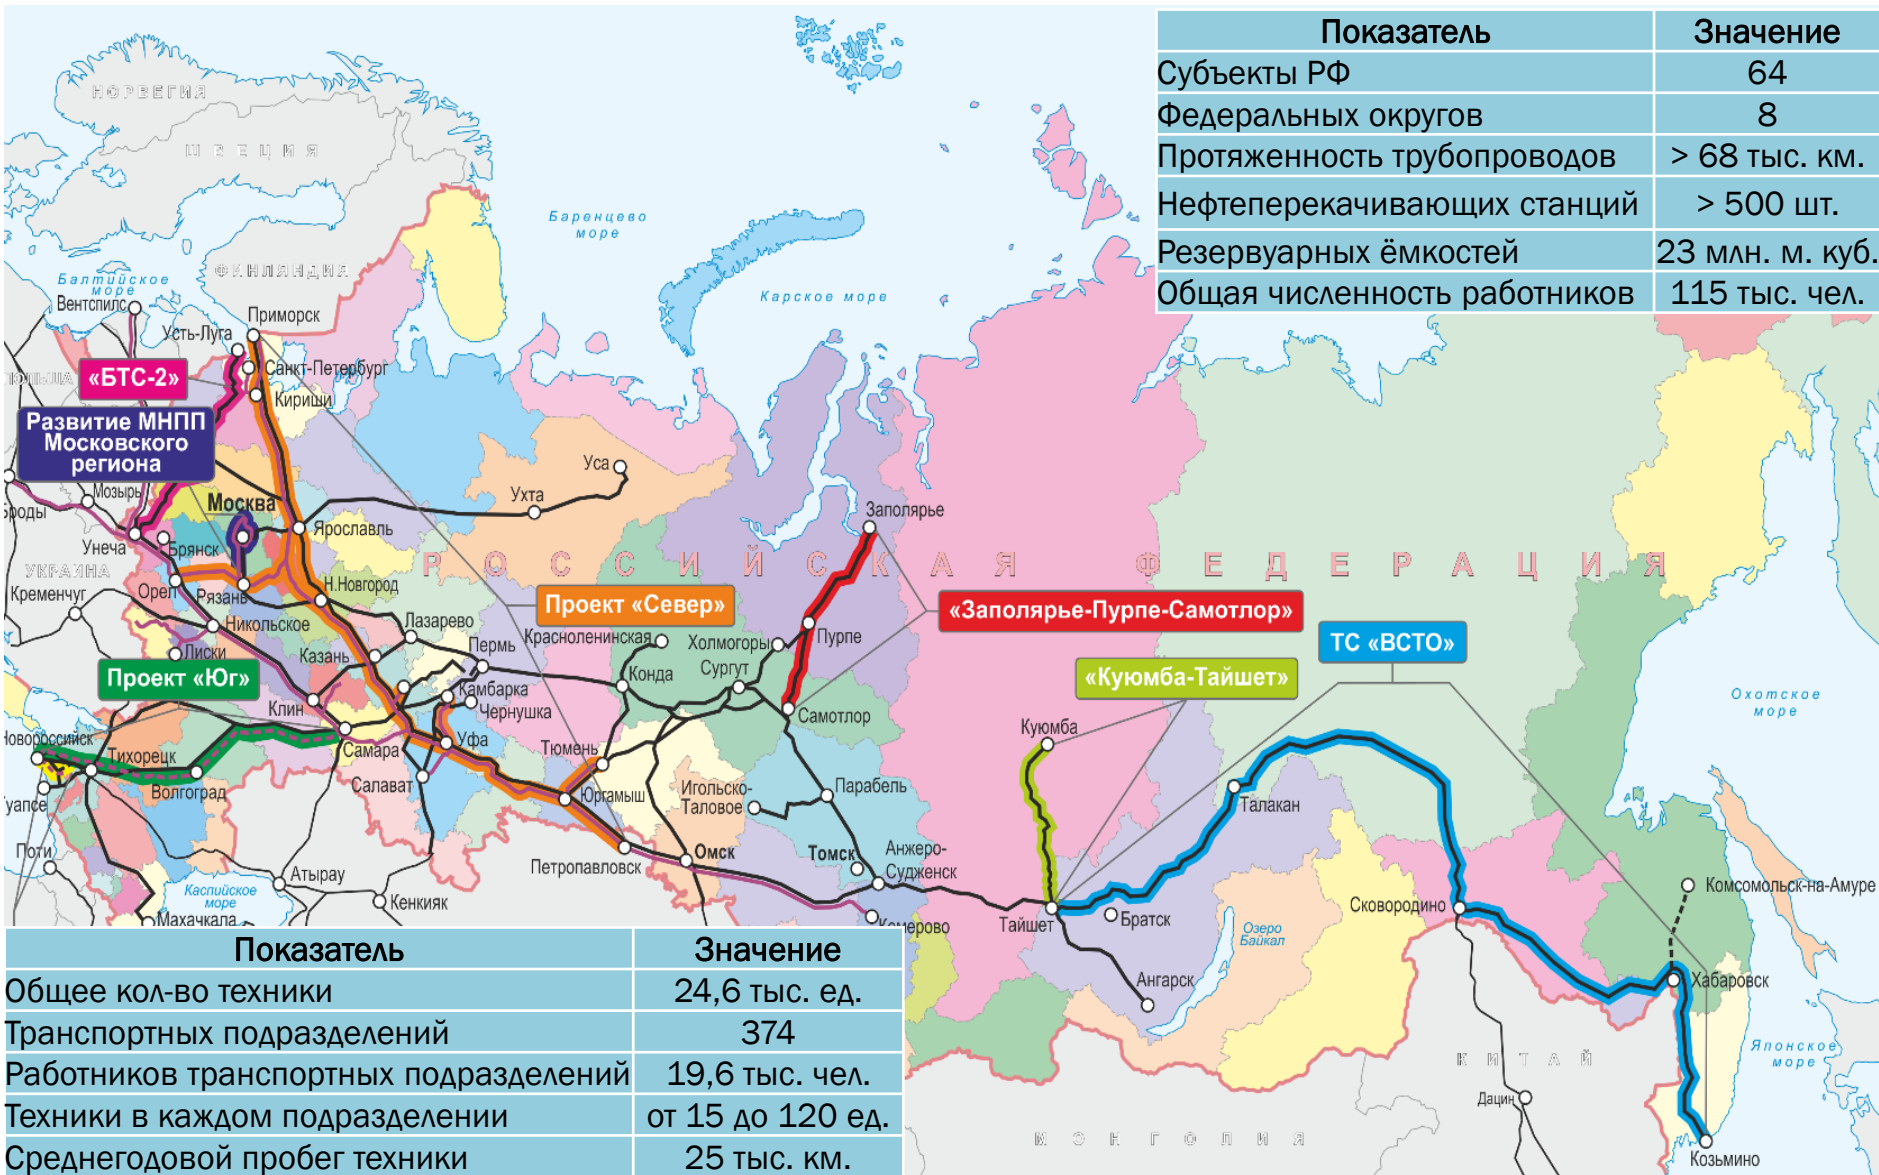 Показатель Значение
Субъекты РФ 64
Федеральных округов 8
Протяженность трубопроводов > 68 тыс. км.
Нефтеперекачивающих станций > 500 шт.
Резервуарных ёмкостей 23 млн. м. куб.
Общая численность работников 115 тыс. чел.
НОРВЕГИЯ
ШВЕЦИЯ
ФИНЛЯНДИЯ
Баренцево
море
Карское море
Балтийское
море
Вентспилс
Приморск
Усть-Луга
«БТС-2»
Санкт-Петербург
Кириши
Развитие МНПП
Московского
региона
Мозырь
Москва
Уса
Ухта
Заполярье
Ярославль
Унеча
Брянск
УКРАИНА
РОССИЙСКАЯ ФЕДЕРАЦИЯ
Кременчуг
Орел
Рязань
Н.Новгород
Проект «Север»
«Заполярье-Пурпе-Самотлор»
Никольское
Лазарево
Красноленинская
Холмогоры
Пурпе
ТС «ВСТО»
Лиски
Казань
Пермь
Сургут
Конда
Проект «Юг»
«Куюмба-Тайшет»
Камбарка
Чернушка
Клин
Самотлор
Охотское
море
Куюмба
Новороссийск
Тихорецк
Самара
Уфа
Тюмень
Волгоград
Салават
Юргамыш
Игольско-
Таловое
Парабель
Талакан
Поти
Петропавловск
Омск
Томск
Анжеро-
Судженск
Атырау
Каспийское
море
Кенкияк
Махачкала
Кемерово
Тайшет
Братск
Озеро
Байкал
Сковородино
Комсомольск-на-Амуре
Ангарск
Хабаровск
КИТАЙ
Японское
море
Дацин
МОНГОЛИЯ
Козьмино
Показатель Значение
Общее кол-во техники 24,6 тыс. ед.
Транспортных подразделений 374
Работников транспортных подразделений 19,6 тыс. чел.
Техники в каждом подразделении от 15 до 120 ед.
Среднегодовой пробег техники 25 тыс. км.